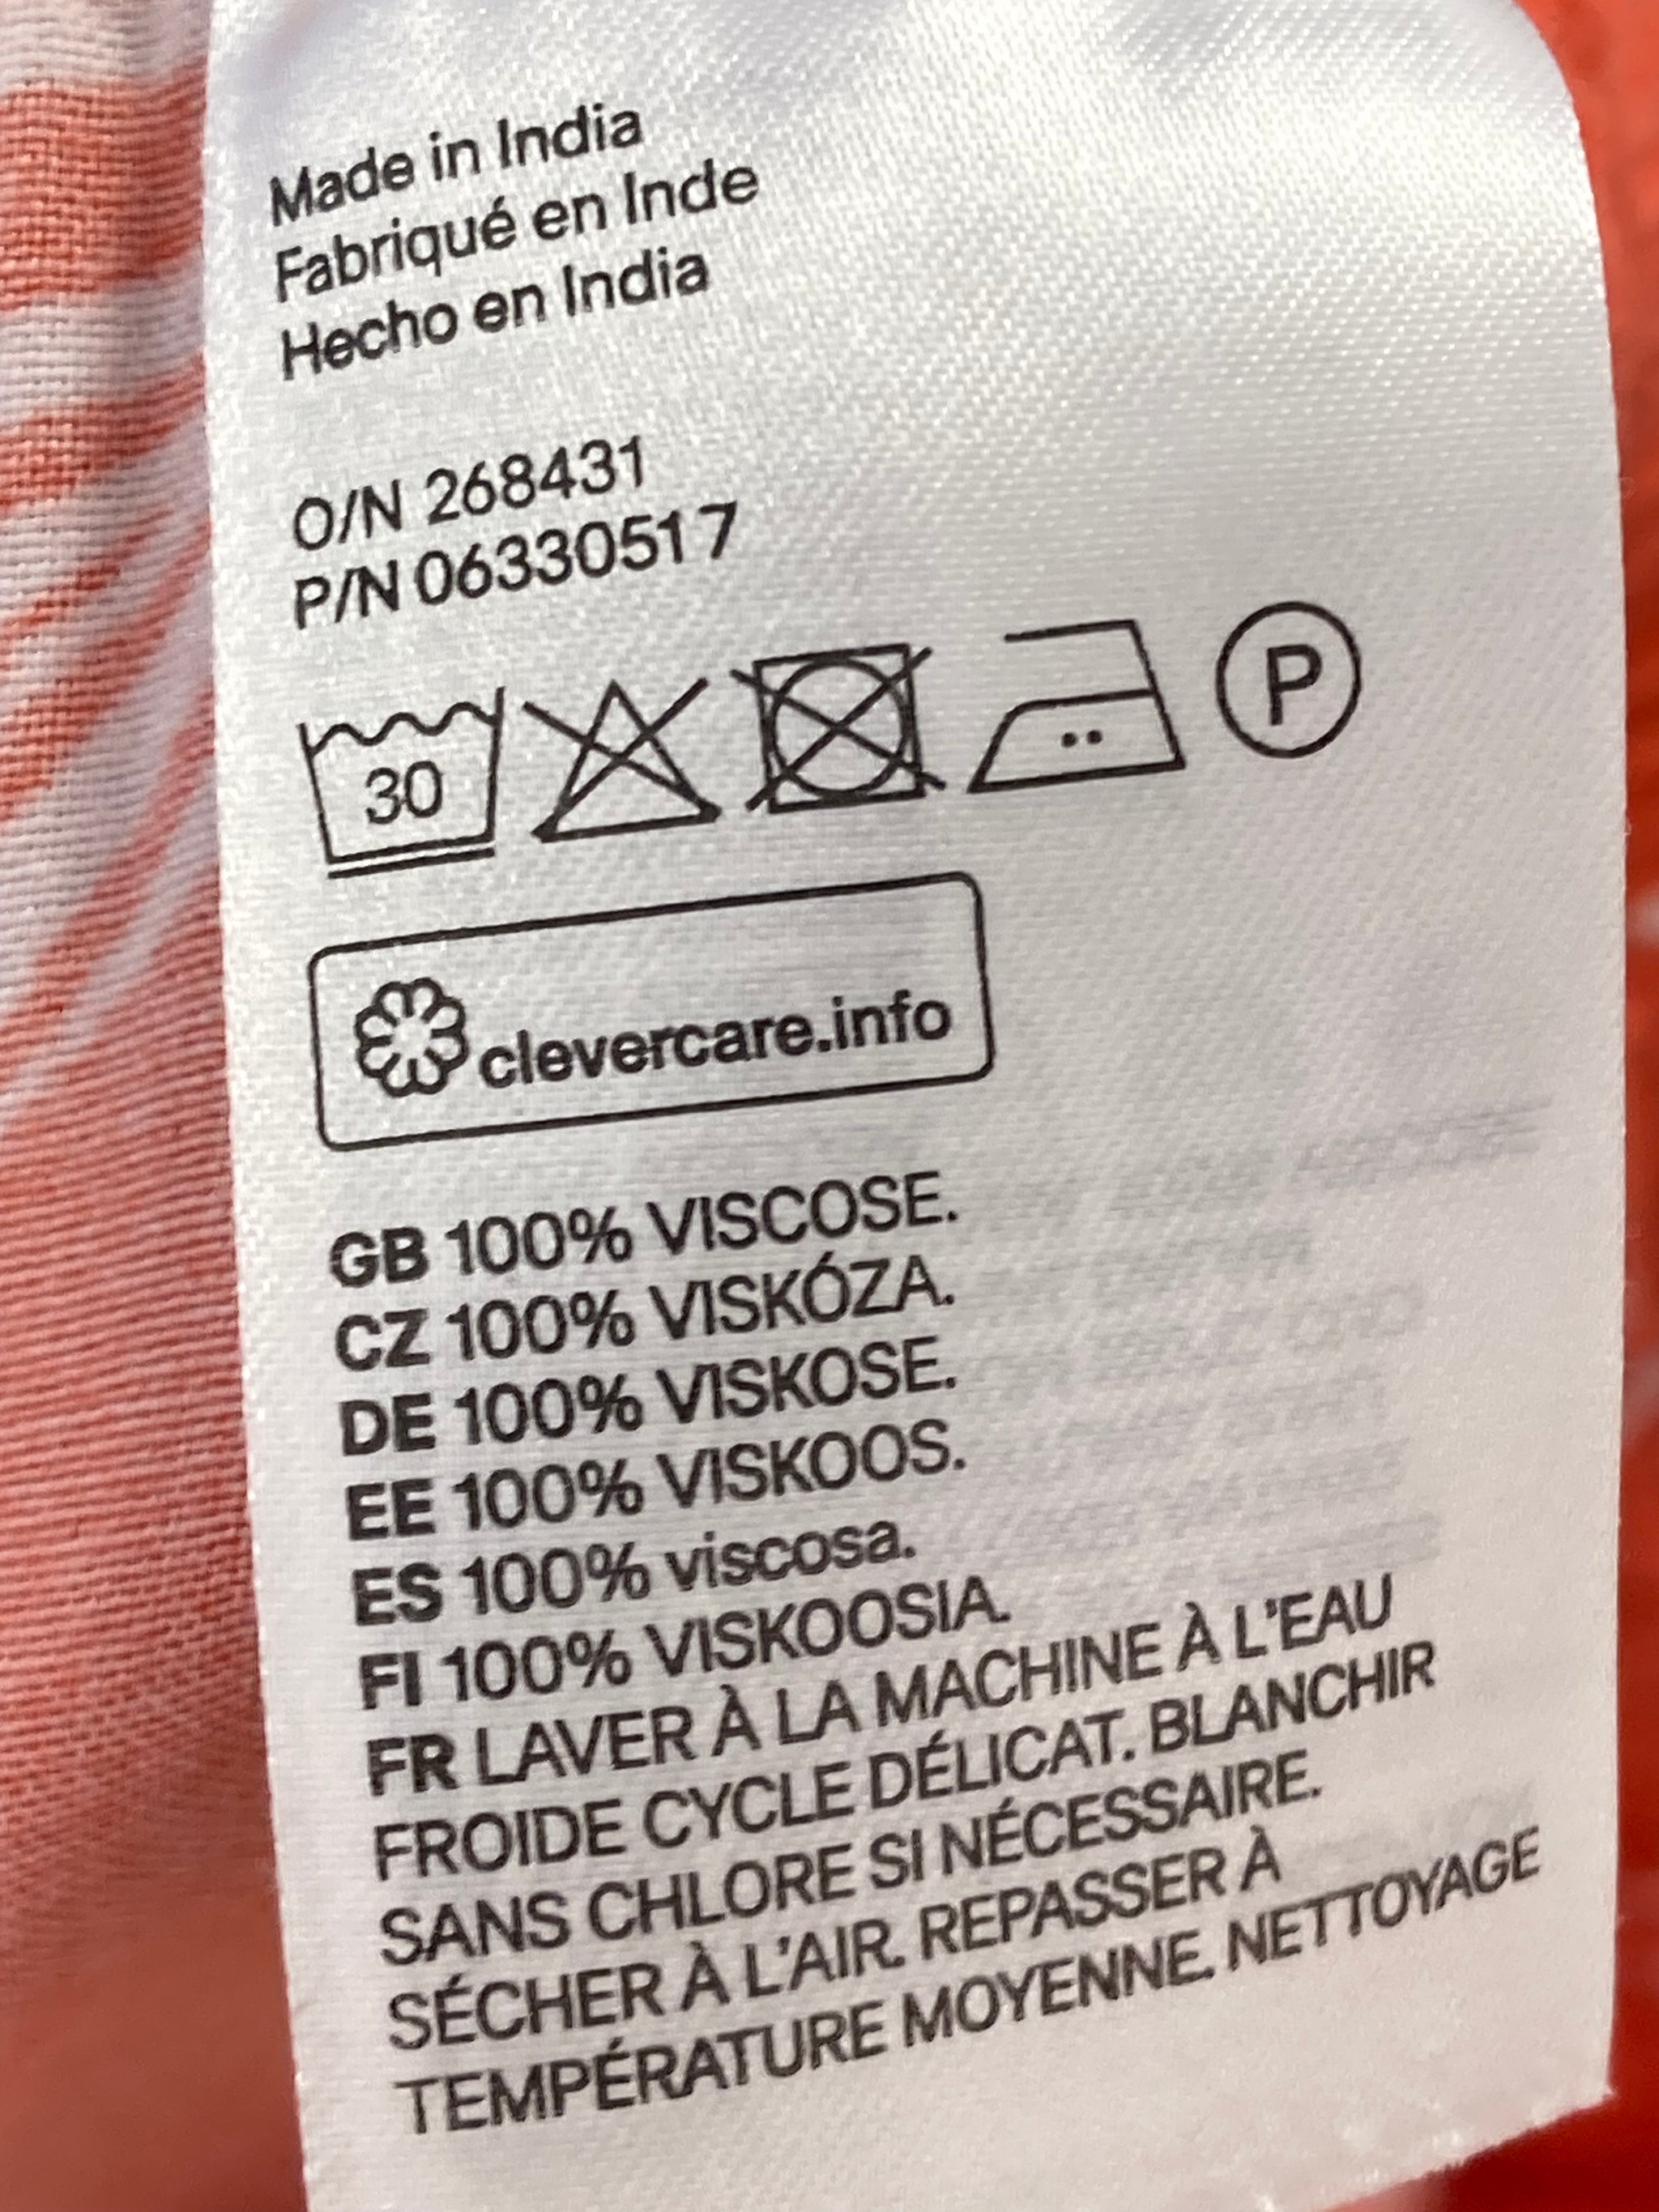 Made in India
Fabriqué en Inde
Hecho en India
O/N 268431
P/N 06330517
30 P
clevercare.info
GB 100% VISCOSE.
CZ 100% VISKÓZA.
DE 100% VISKOSE.
EE 100% VISKOOS.
ES 100% viscosa.
FI 100% VISKOOSIA.
FR LAVER À LA MACHINE À L'EAU
FROIDE CYCLE DÉLICAT. BLANCHIR
SANS CHLORE SI NÉCESSAIRE.
SÉCHER À L'AIR. REPASSER À
TEMPÉRATURE MOYENNE. NETTOYAGE